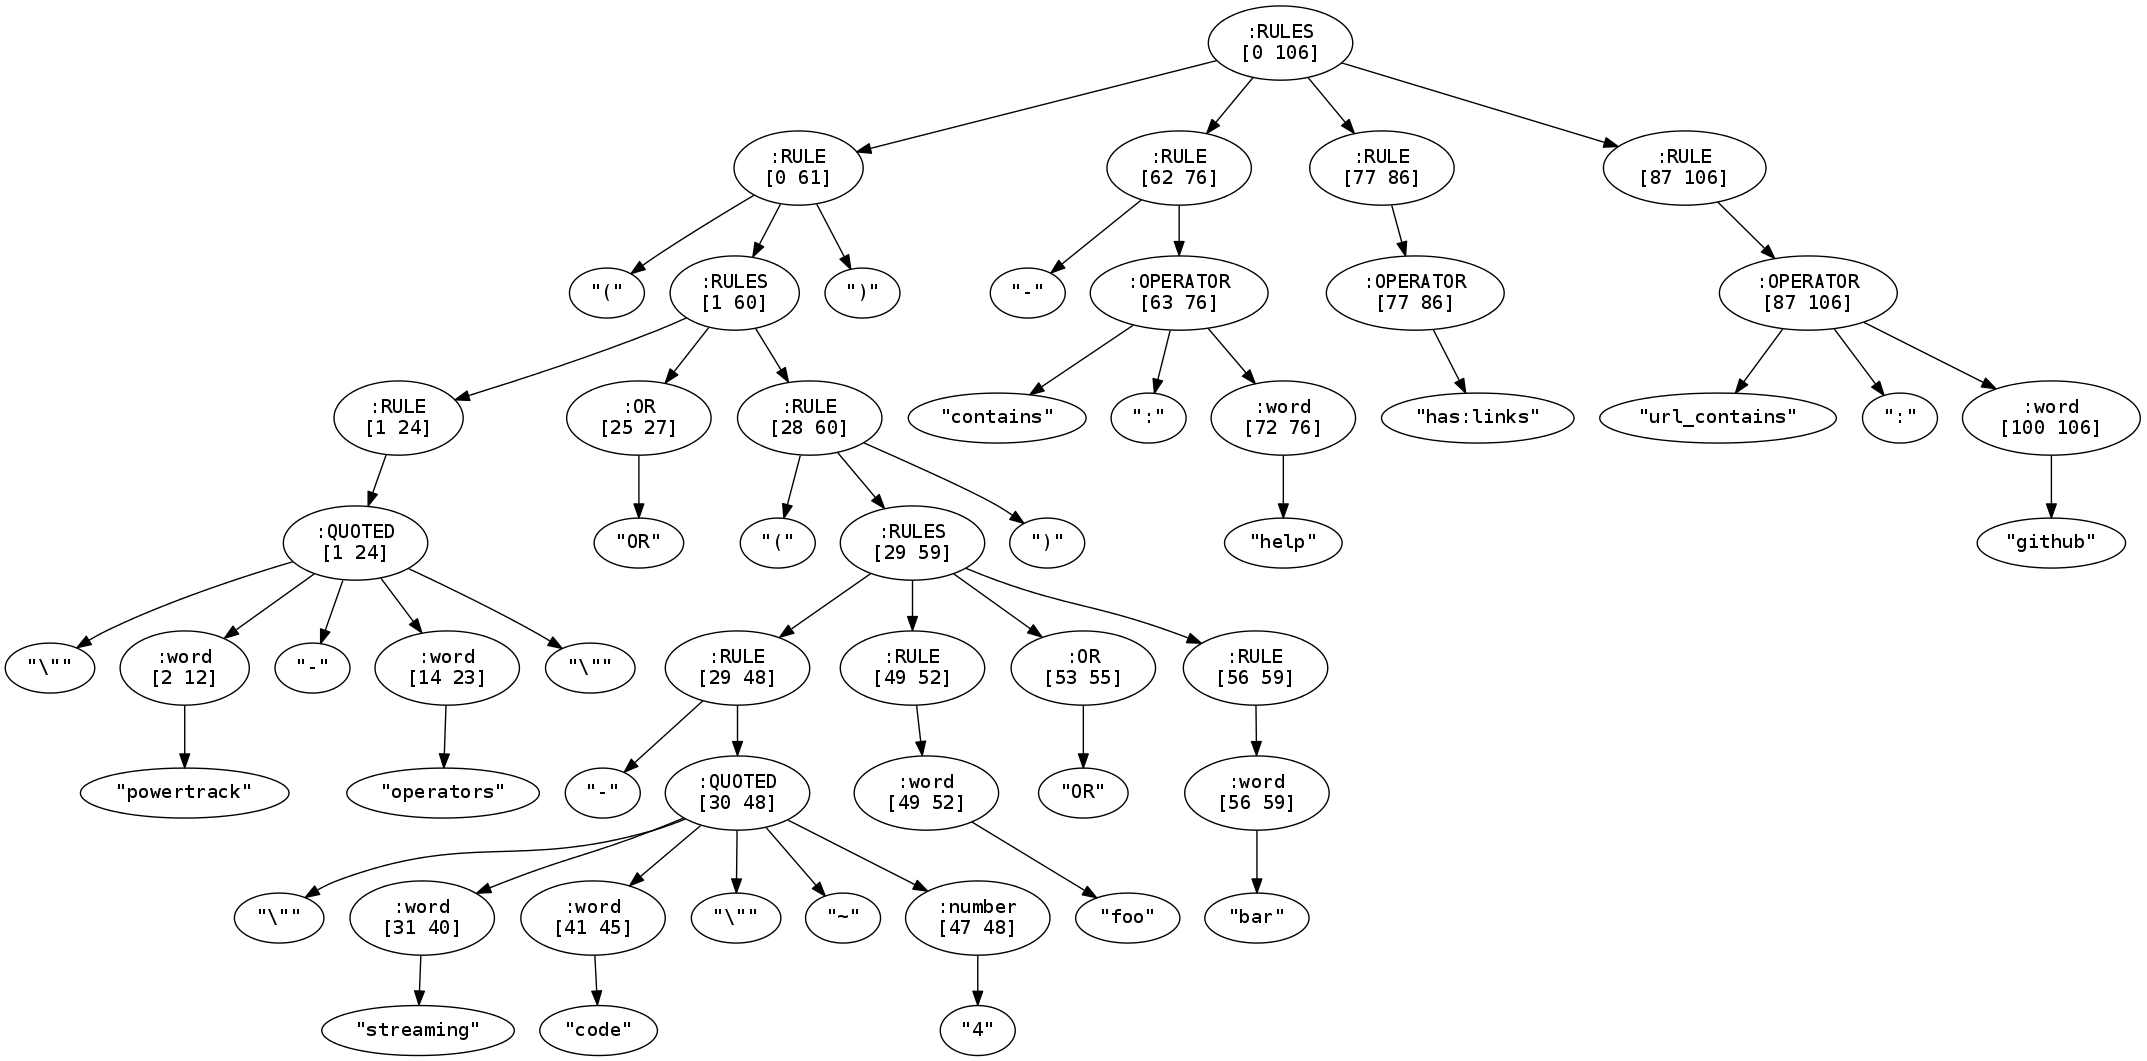 :RULES
[0 106]
:RULE
[0 61]
:RULE
[62 76]
:RULE
[77 86]
:RULE
[87 106]
"("
:RULES
[1 60]
")"
"-"
:OPERATOR
[63 76]
:OPERATOR
[77 86]
:OPERATOR
[87 106]
:RULE
[1 24]
:OR
[25 27]
:RULE
[28 60]
"contains"
":"
:word
[72 76]
"has:links"
"url_contains"
":"
:word
[100 106]
:QUOTED
[1 24]
"OR"
"("
:RULES
[29 59]
")"
"help"
"github"
"\""
:word
[2 12]
"-"
:word
[14 23]
"\""
:RULE
[29 48]
:RULE
[49 52]
:OR
[53 55]
:RULE
[56 59]
"powertrack"
"operators"
"-"
:QUOTED
[30 48]
:word
[49 52]
"OR"
:word
[56 59]
"\""
:word
[31 40]
:word
[41 45]
"\""
"~"
:number
[47 48]
"foo"
"bar"
"streaming"
"code"
"4"